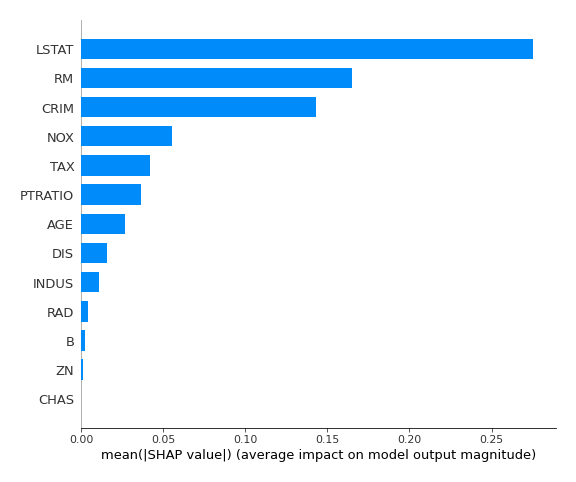 LSTAT
RM
CRIM
NOX
TAX
PTRATIO
AGE
DIS
INDUS
RAD
B
ZN
CHAS
0.00 0.05 0.10 0.15 0.20 0.25
mean(|SHAP value|) (average impact on model output magnitude)